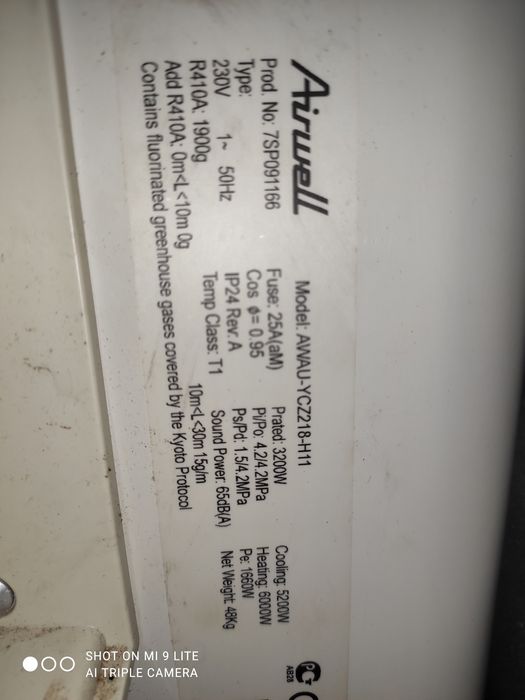 Airwell Model: AWAU-YCZ218-H11
Prod. No: 7SP091166 Fuse: 25A(aM) Prated: 3200W Cooling: 5200W
Type: Cos ϕ= 0.95 Pi/Po: 4.2/4.2MPa Heating: 6000W
230V 1~ 50Hz IP24 Rev: A Ps/Pd: 1.5/4.2MPa Pe: 1660W
R410A: 1900g Temp Class: T1 Sound Power: 65dB(A) Net Weight: 48Kg
Add R410A: 0m<L<10m 0g 10m<L<30m 15g/m
Contains fluorinated greenhouse gases covered by the Kyoto Protocol
PG
AB28
SHOT ON MI 9 LITE
AI TRIPLE CAMERA